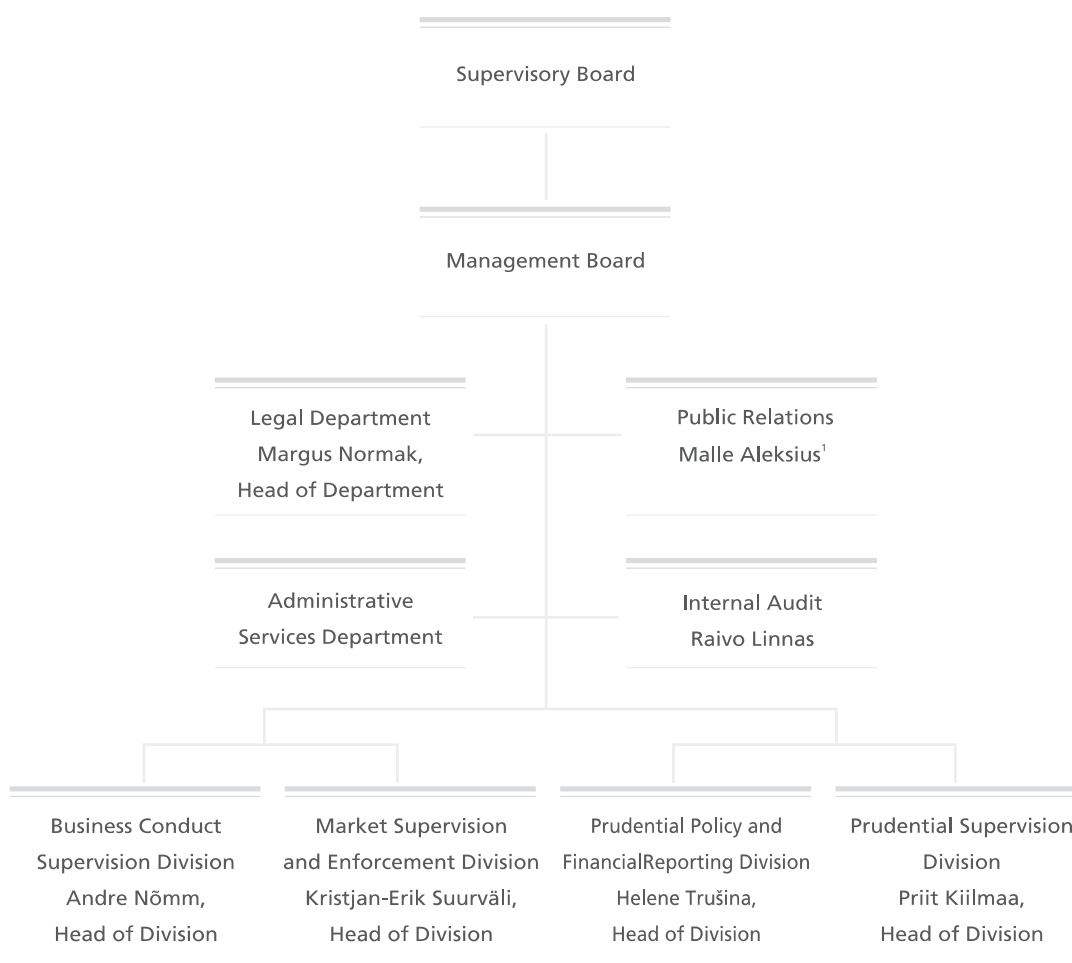 Supervisory Board
Management Board
Legal Department
Margus Normak,
Head of Department
Public Relations
Malle Aleksius¹
Administrative
Services Department
Internal Audit
Raivo Linnas
Business Conduct
Supervision Division
Andre Nõmm,
Head of Division
Market Supervision
and Enforcement Division
Kristjan-Erik Suurväli,
Head of Division
Prudential Policy and
FinancialReporting Division
Helene Trušina,
Head of Division
Prudential Supervision
Division
Priit Kiilmaa,
Head of Division